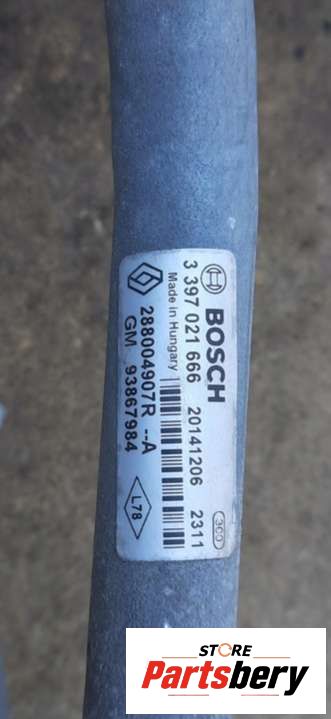 BOSCH
3 397 021 666 20141206 2311
Made in Hungary
288004907R --A
GM 93867984
L78
STORE
Partsbery